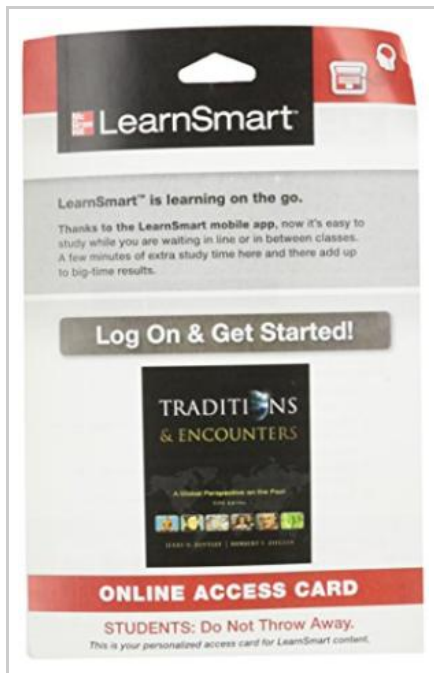 LearnSmart™
LearnSmart™ is learning on the go.
Thanks to the LearnSmart mobile app, now it's easy to
study while you are waiting in line or in between classes.
A few minutes of extra study time here and there add up
to big-time results.
Log On & Get Started!
TRADITIONS
& ENCOUNTERS
A Global Perspective on the Past
ONLINE ACCESS CARD
STUDENTS: Do Not Throw Away.
This is your personalized access card for LearnSmart content.